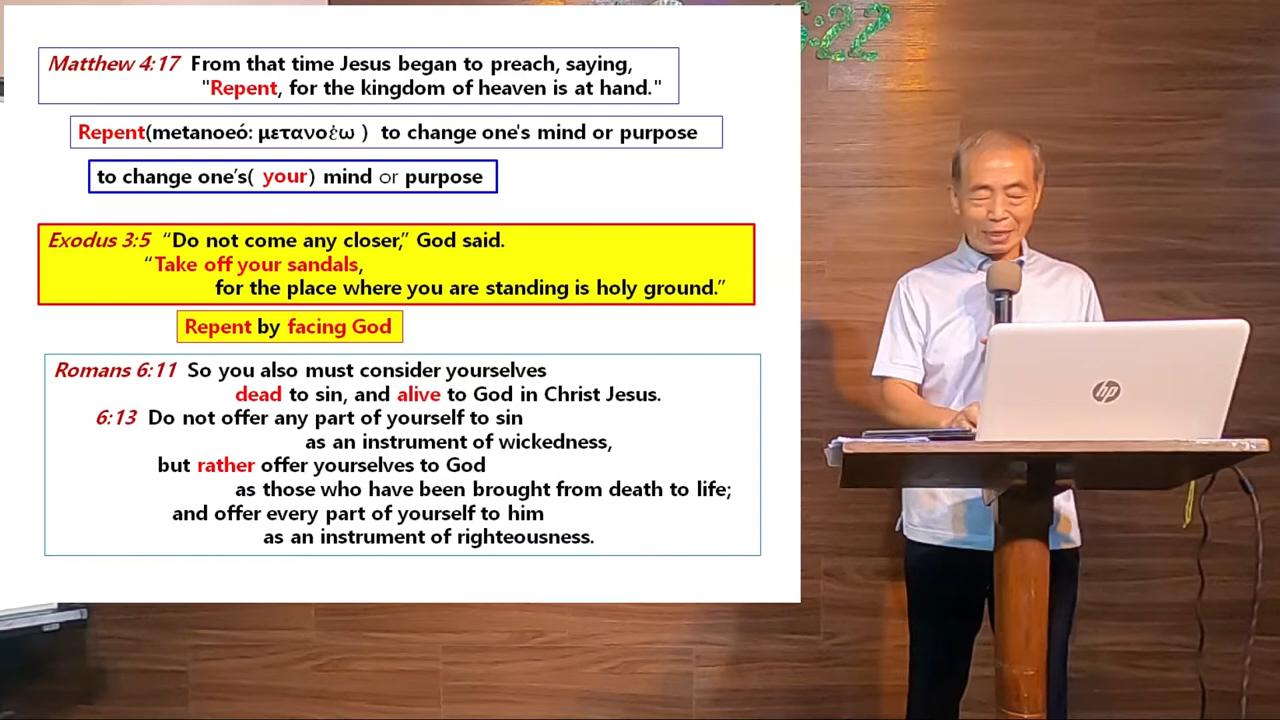 Matthew 4:17 From that time Jesus began to preach, saying,
"Repent, for the kingdom of heaven is at hand."
Repent(metanoeó: μετανοἐω ) to change one's mind or purpose
to change one's( your) mind or purpose
Exodus 3:5 “Do not come any closer,” God said.
“Take off your sandals,
for the place where you are standing is holy ground.”
Repent by facing God
Romans 6:11 So you also must consider yourselves
dead to sin, and alive to God in Christ Jesus.
6:13 Do not offer any part of yourself to sin
as an instrument of wickedness,
but rather offer yourselves to God
as those who have been brought from death to life;
and offer every part of yourself to him
as an instrument of righteousness.
:22
hp